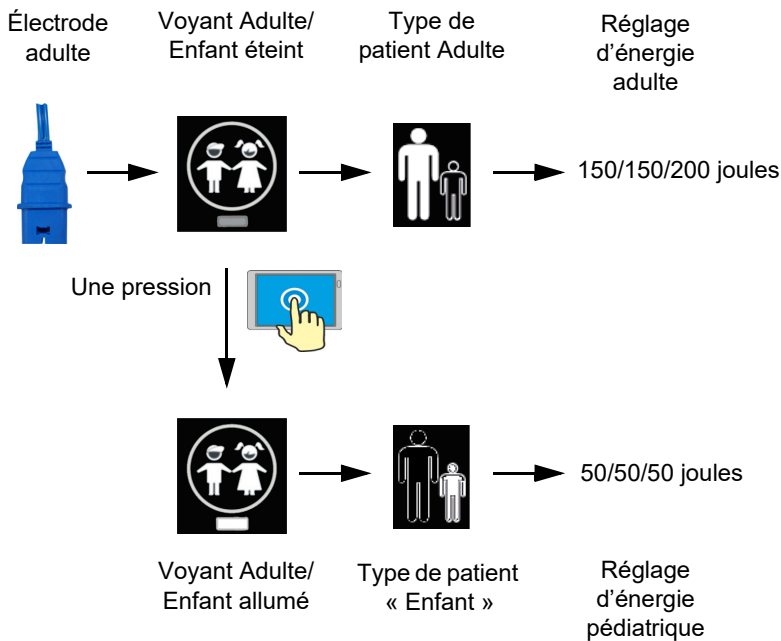 Électrode
adulte
Voyant Adulte/
Enfant éteint
Type de
patient Adulte
Réglage
d’énergie
adulte
150/150/200 joules
Une pression
50/50/50 joules
Voyant Adulte/
Enfant allumé
Type de patient
« Enfant »
Réglage
d’énergie
pédiatrique